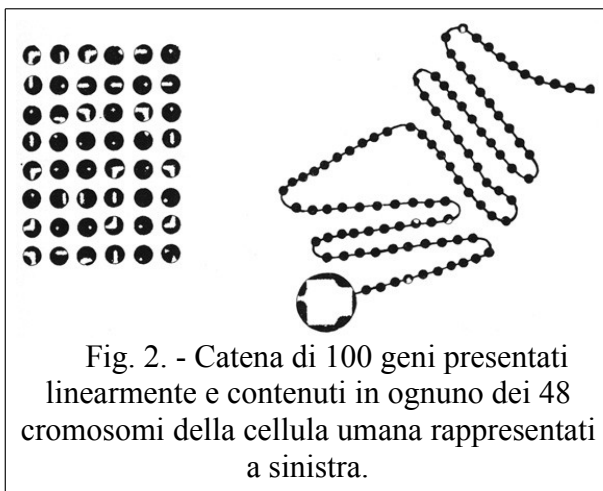 Fig. 2. - Catena di 100 geni presentati
linearmente e contenuti in ognuno dei 48
cromosomi della cellula umana rappresentati
a sinistra.